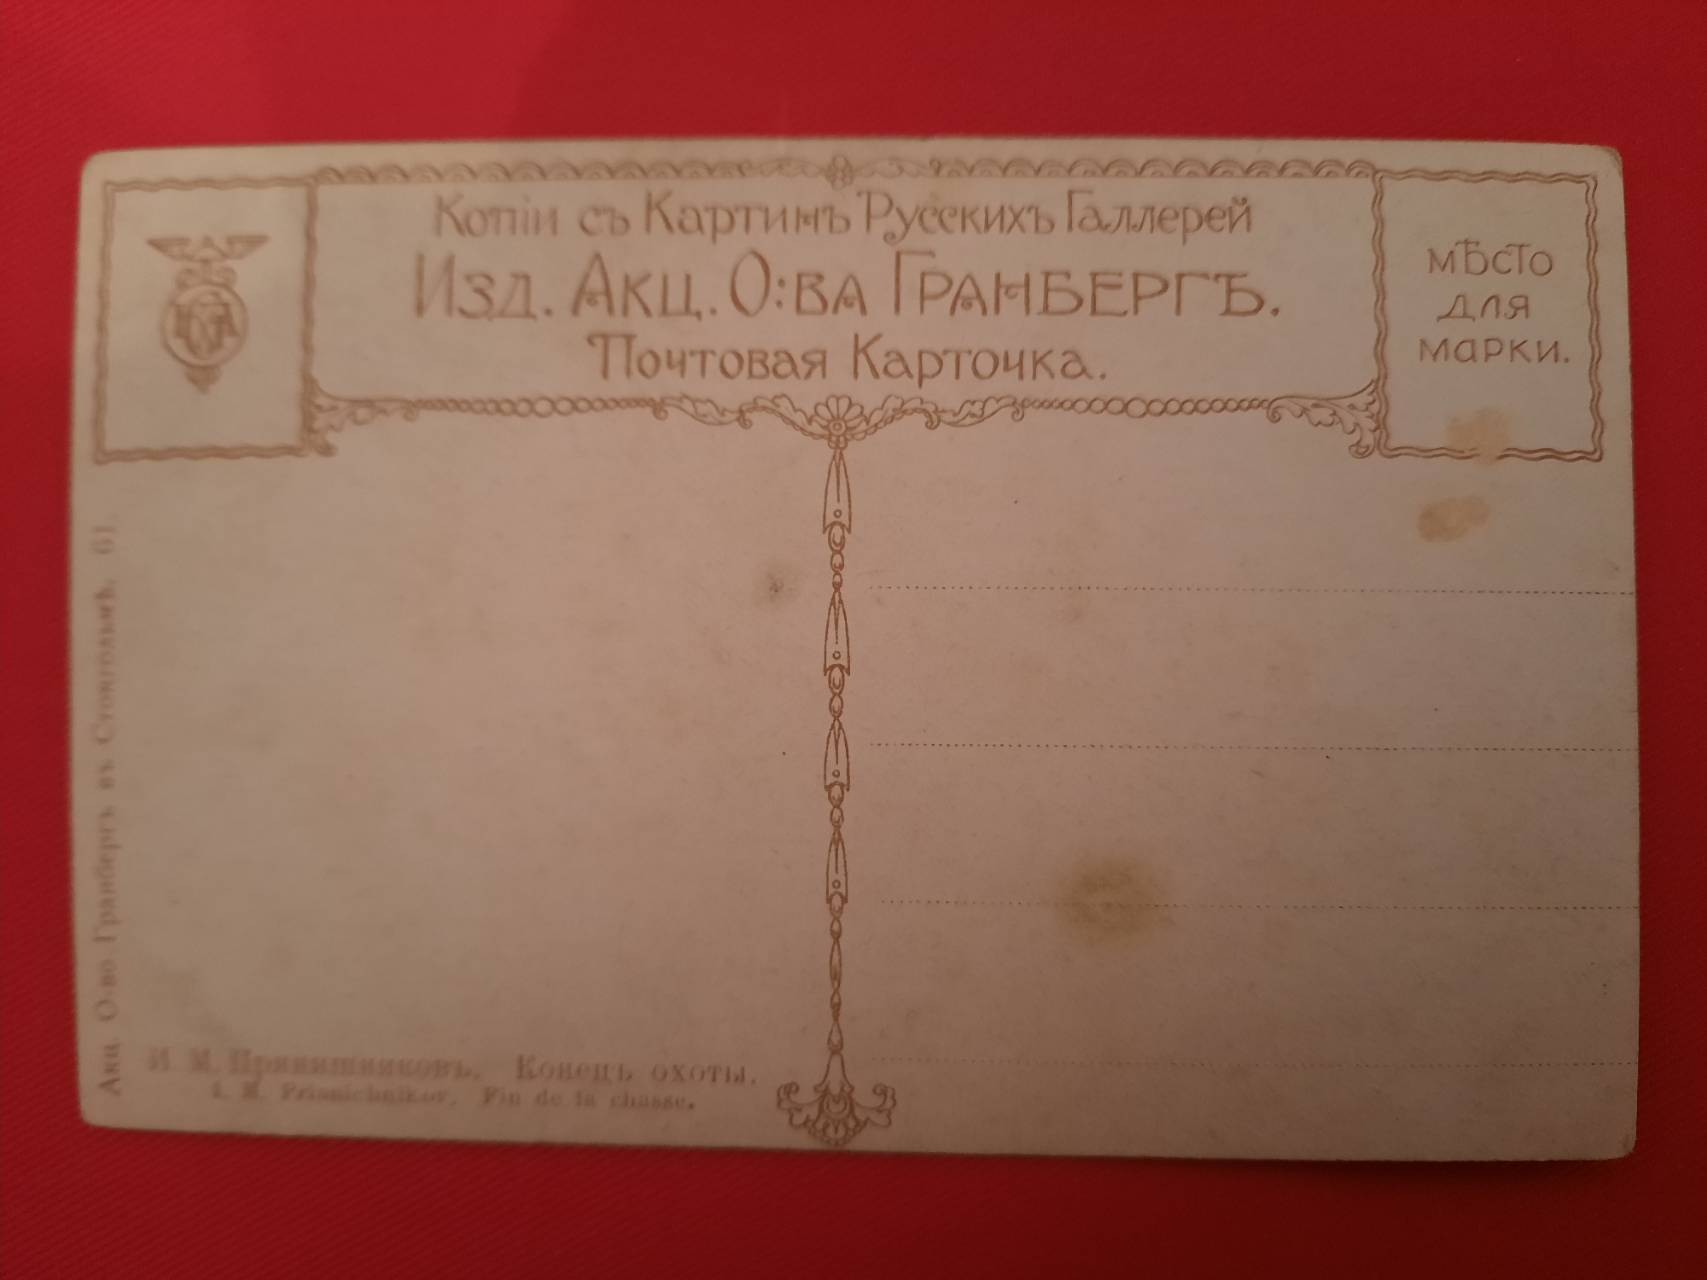 Копіи съ Картинъ Русскихъ Галлерей
Изд. Акц. О:ва Гранбергъ.
Почтовая Карточка.
мѣсто
для
марки.
Акц. О-во Гранбергъ въ Стокгольмѣ. 61.
И. М. Прянишниковъ. Конецъ охоты.
I. M. Prianichnikov. Fin de la chasse.